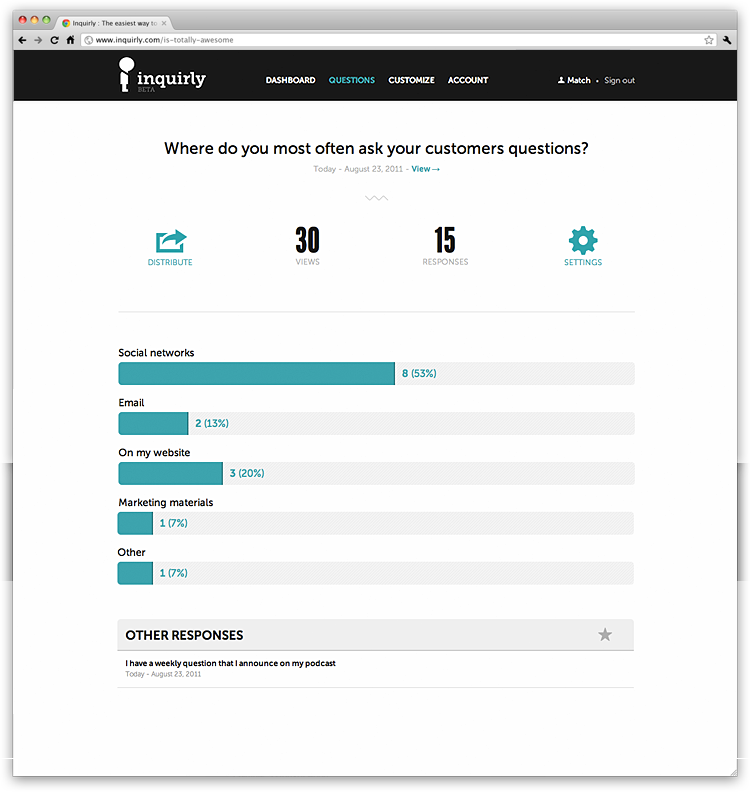 Inquirly : The easiest way to
www.inquirly.com/is-totally-awesome
inquirly
BETA
DASHBOARD QUESTIONS CUSTOMIZE ACCOUNT Match • Sign out
Where do you most often ask your customers questions?
Today - August 23, 2011 - View →
30 15
DISTRIBUTE VIEWS RESPONSES SETTINGS
Social networks
8 (53%)
Email
2 (13%)
On my website
3 (20%)
Marketing materials
1 (7%)
Other
1 (7%)
OTHER RESPONSES
I have a weekly question that I announce on my podcast
Today - August 23, 2011